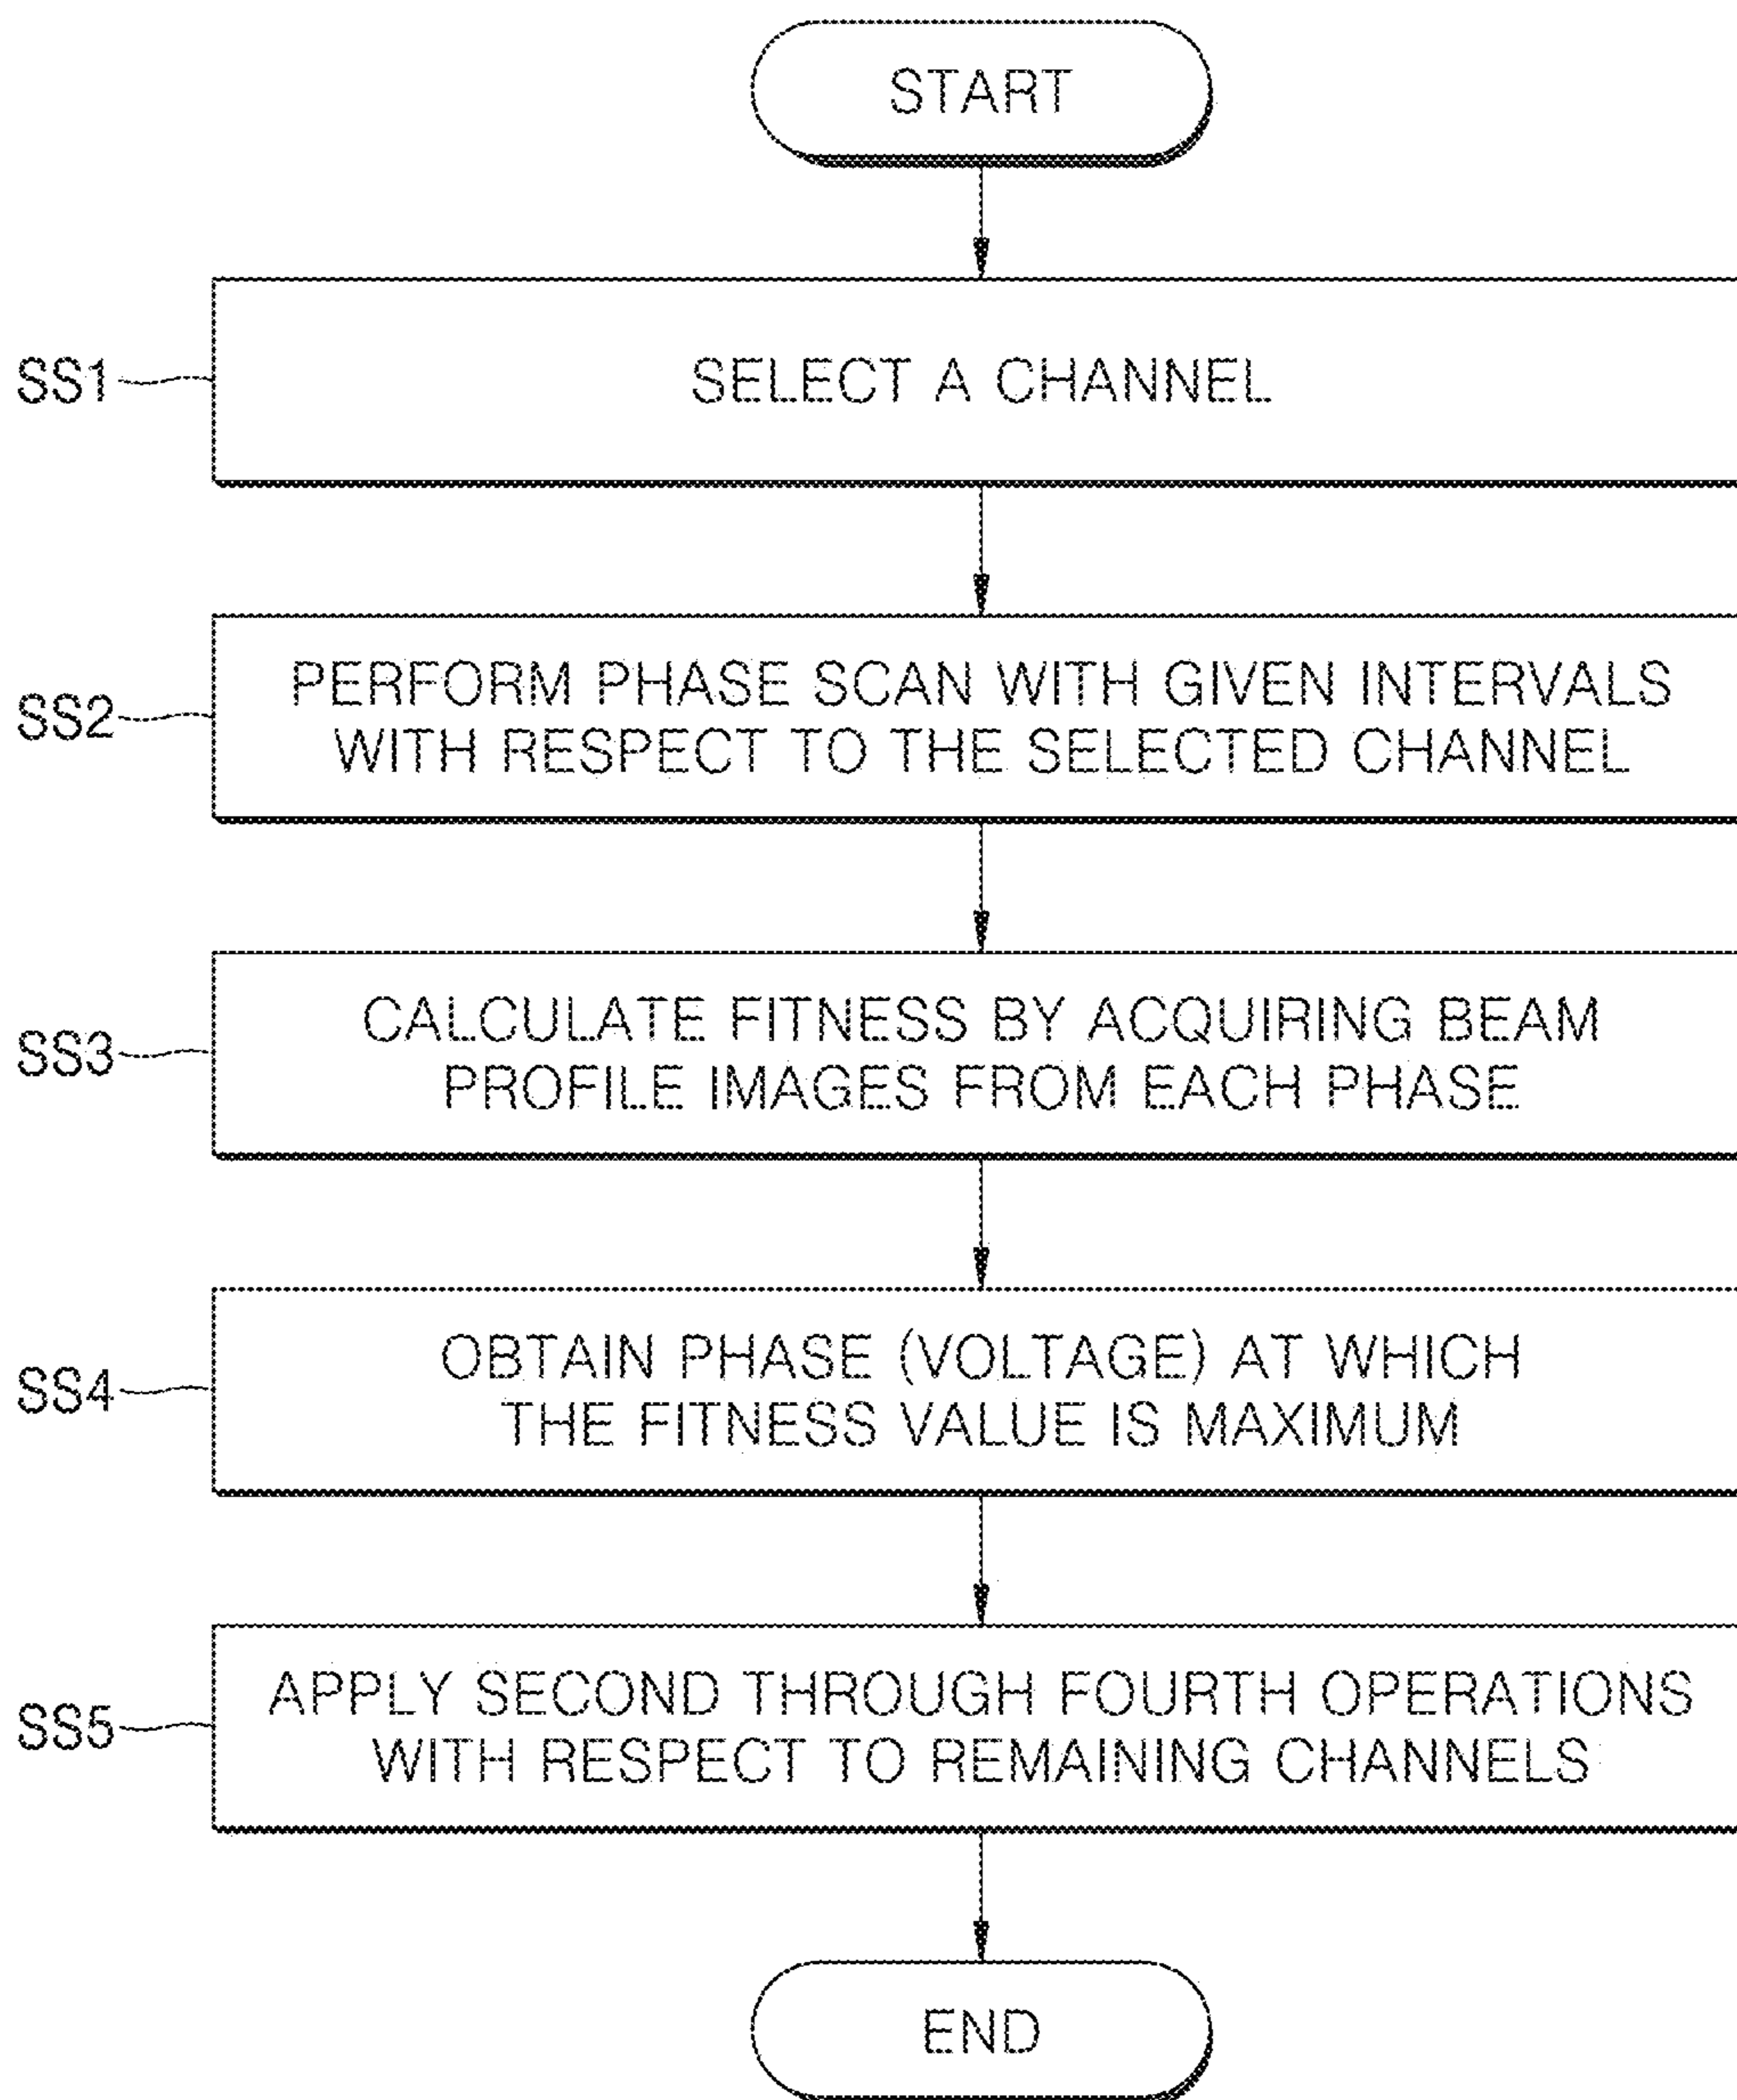 START
SS1
SELECT A CHANNEL
SS2
PERFORM PHASE SCAN WITH GIVEN INTERVALS
WITH RESPECT TO THE SELECTED CHANNEL
SS3
CALCULATE FITNESS BY ACQUIRING BEAM
PROFILE IMAGES FROM EACH PHASE
SS4
OBTAIN PHASE (VOLTAGE) AT WHICH
THE FITNESS VALUE IS MAXIMUM
SS5
APPLY SECOND THROUGH FOURTH OPERATIONS
WITH RESPECT TO REMAINING CHANNELS
END